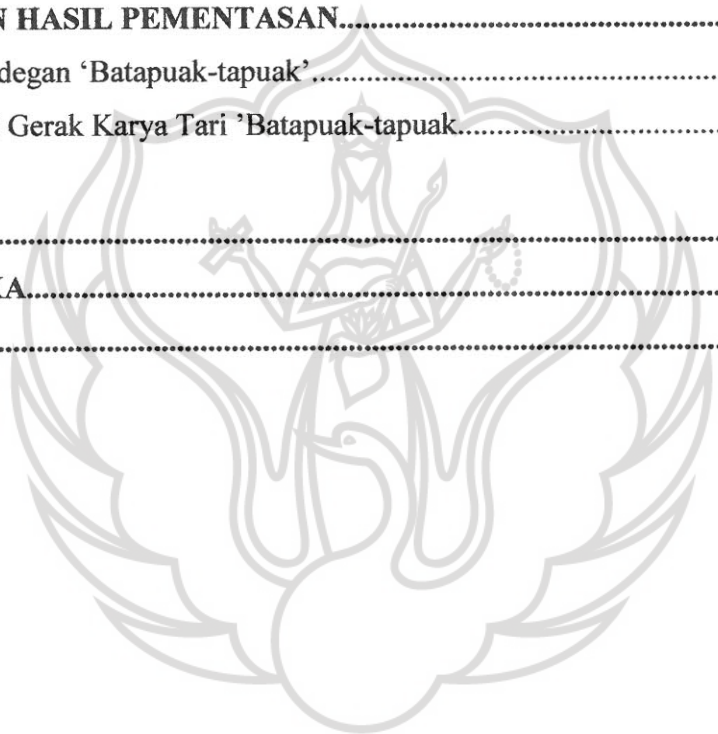 N HASIL PEMENTASAN..........................................................
degan ‘Batapuak-tapuak’..........................................................
Gerak Karya Tari ’Batapuak-tapuak..........................................
..........................................................................................................
KA....................................................................................................
..........................................................................................................